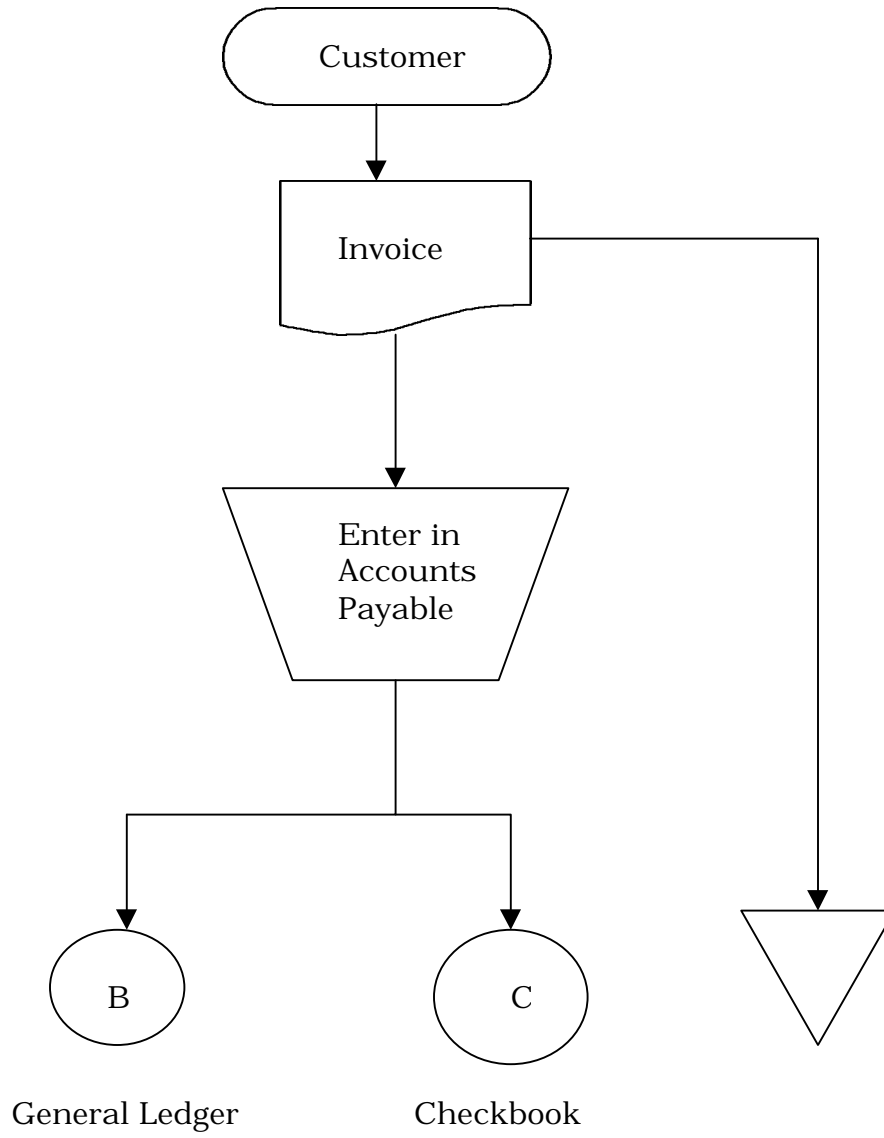 Customer
Invoice
Enter in
Accounts
Payable
B
C
General Ledger
Checkbook